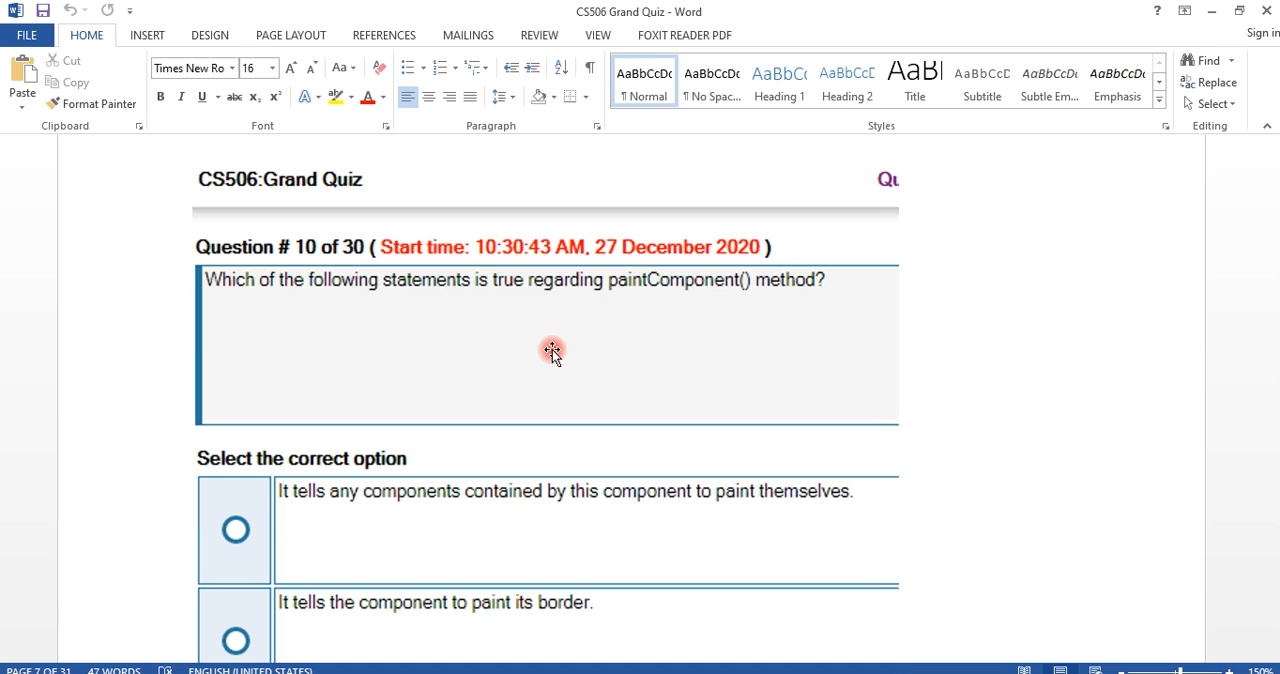 CS506 Grand Quiz - Word
?
FILE HOME INSERT DESIGN PAGE LAYOUT REFERENCES MAILINGS REVIEW VIEW FOXIT READER PDF Sign in
Paste
Cut
Copy
Format Painter
Clipboard
Times New Ro 16 A A Aa
B I U abc X₂ X² A ab A
Font
Paragraph
AaBbCcDc AaBbCcDc AaBbCc AaBbCcD AaBl AaBbCcD AaBbCcDc AaBbCcDc
¶ Normal ¶ No Spac... Heading 1 Heading 2 Title Subtitle Subtle Em... Emphasis
Styles
Find
Replace
Select
Editing
CS506:Grand Quiz Qu
Question # 10 of 30 ( Start time: 10:30:43 AM, 27 December 2020 )
Which of the following statements is true regarding paintComponent() method?
Select the correct option
It tells any components contained by this component to paint themselves.
It tells the component to paint its border.
PAGE 7 OF 31 47 WORDS ENGLISH (UNITED STATES) 150%